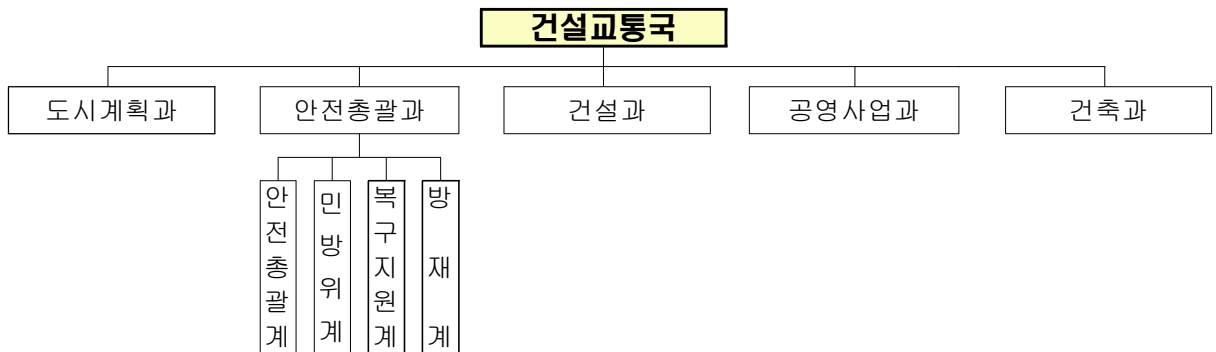 건설교통국
도시계획과 안전총괄과 건설과 공영사업과 건축과
안전총괄계
민방위계
복구지원계
방재계